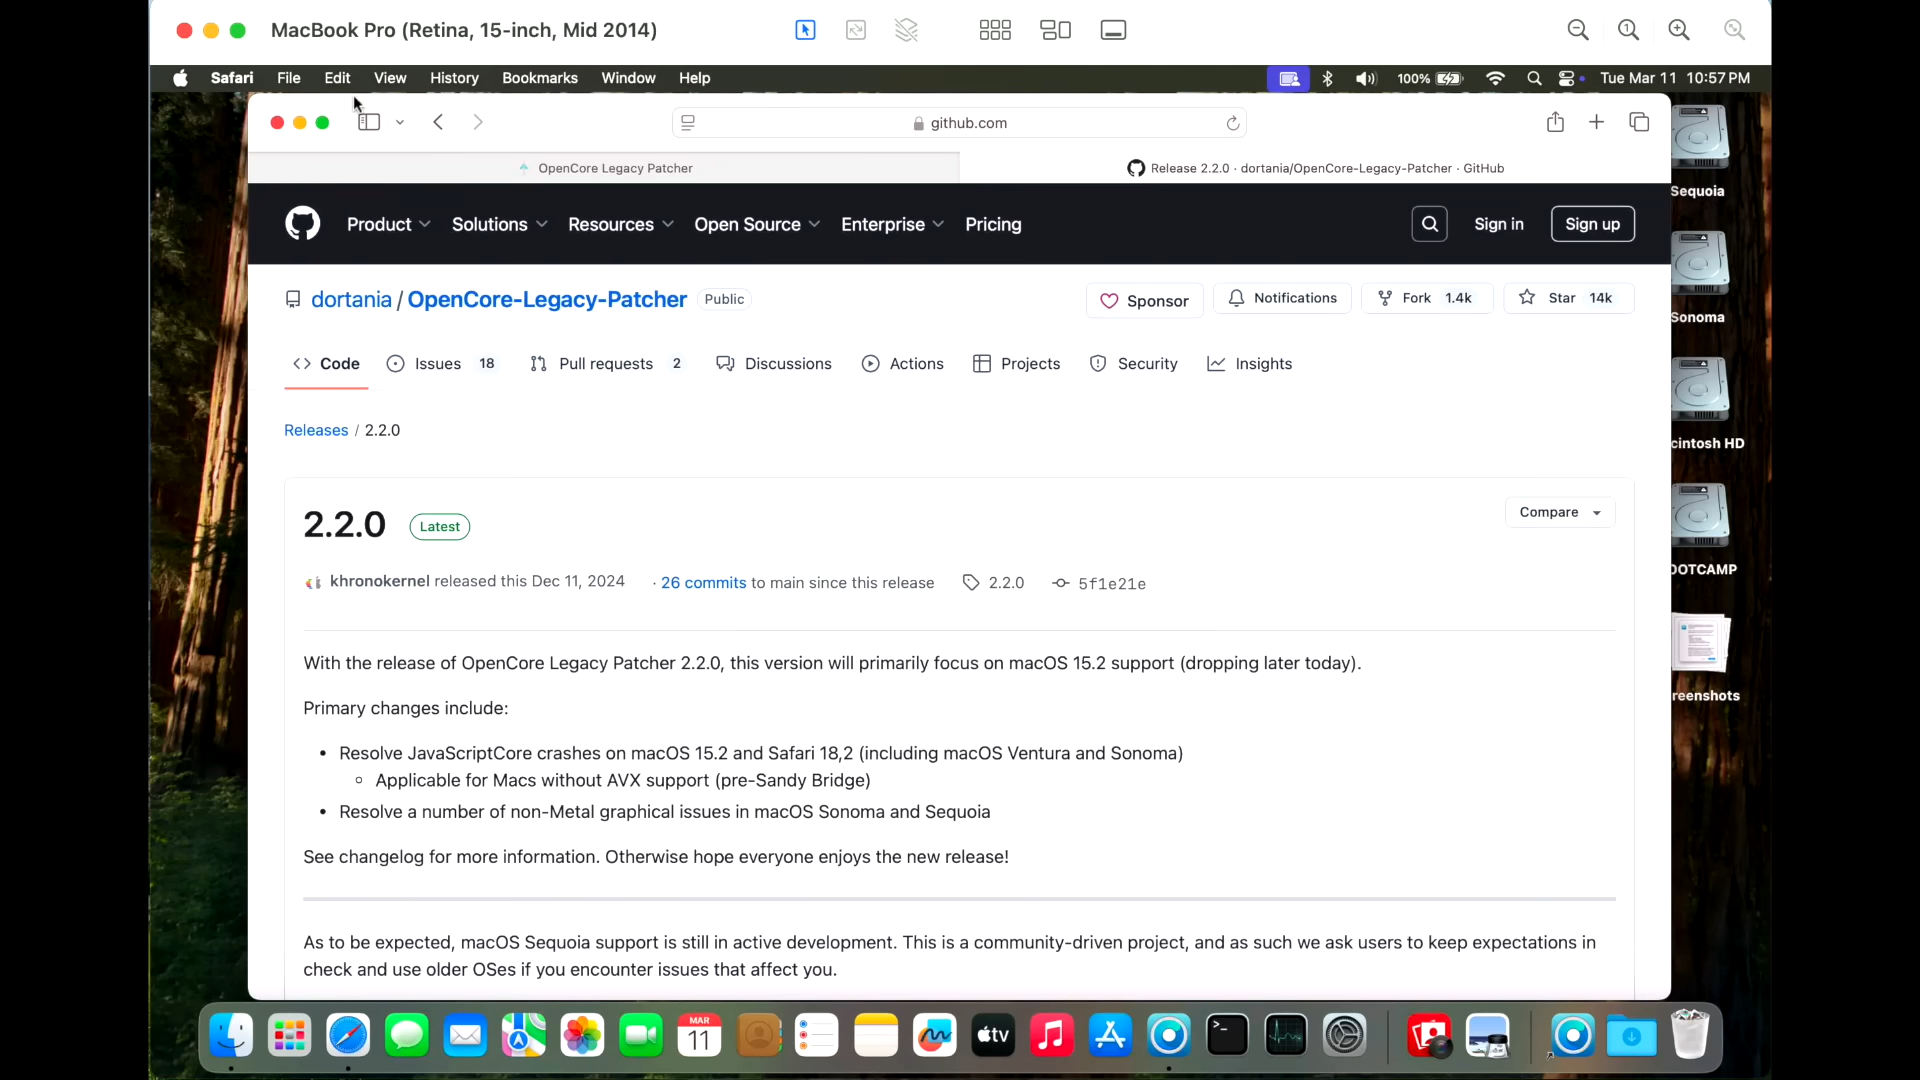 MacBook Pro (Retina, 15-inch, Mid 2014)
Safari File Edit View History Bookmarks Window Help 100% Tue Mar 11 10:57 PM
github.com
OpenCore Legacy Patcher
Release 2.2.0 · dortania/OpenCore-Legacy-Patcher · GitHub
Product Solutions Resources Open Source Enterprise Pricing Sign in Sign up
Sequoia
dortania / OpenCore-Legacy-Patcher Public
Sponsor Notifications Fork 1.4k Star 14k
Sonoma
Code Issues 18 Pull requests 2 Discussions Actions Projects Security Insights
Releases / 2.2.0
cintosh HD
2.2.0 Latest
Compare
OOTCAMP
khronokernel released this Dec 11, 2024 · 26 commits to main since this release 2.2.0 5f1e21e
With the release of OpenCore Legacy Patcher 2.2.0, this version will primarily focus on macOS 15.2 support (dropping later today).
reenshots
Primary changes include:
• Resolve JavaScriptCore crashes on macOS 15.2 and Safari 18,2 (including macOS Ventura and Sonoma)
◦ Applicable for Macs without AVX support (pre-Sandy Bridge)
• Resolve a number of non-Metal graphical issues in macOS Sonoma and Sequoia
See changelog for more information. Otherwise hope everyone enjoys the new release!
As to be expected, macOS Sequoia support is still in active development. This is a community-driven project, and as such we ask users to keep expectations in
check and use older OSes if you encounter issues that affect you.
MAR
11
tv